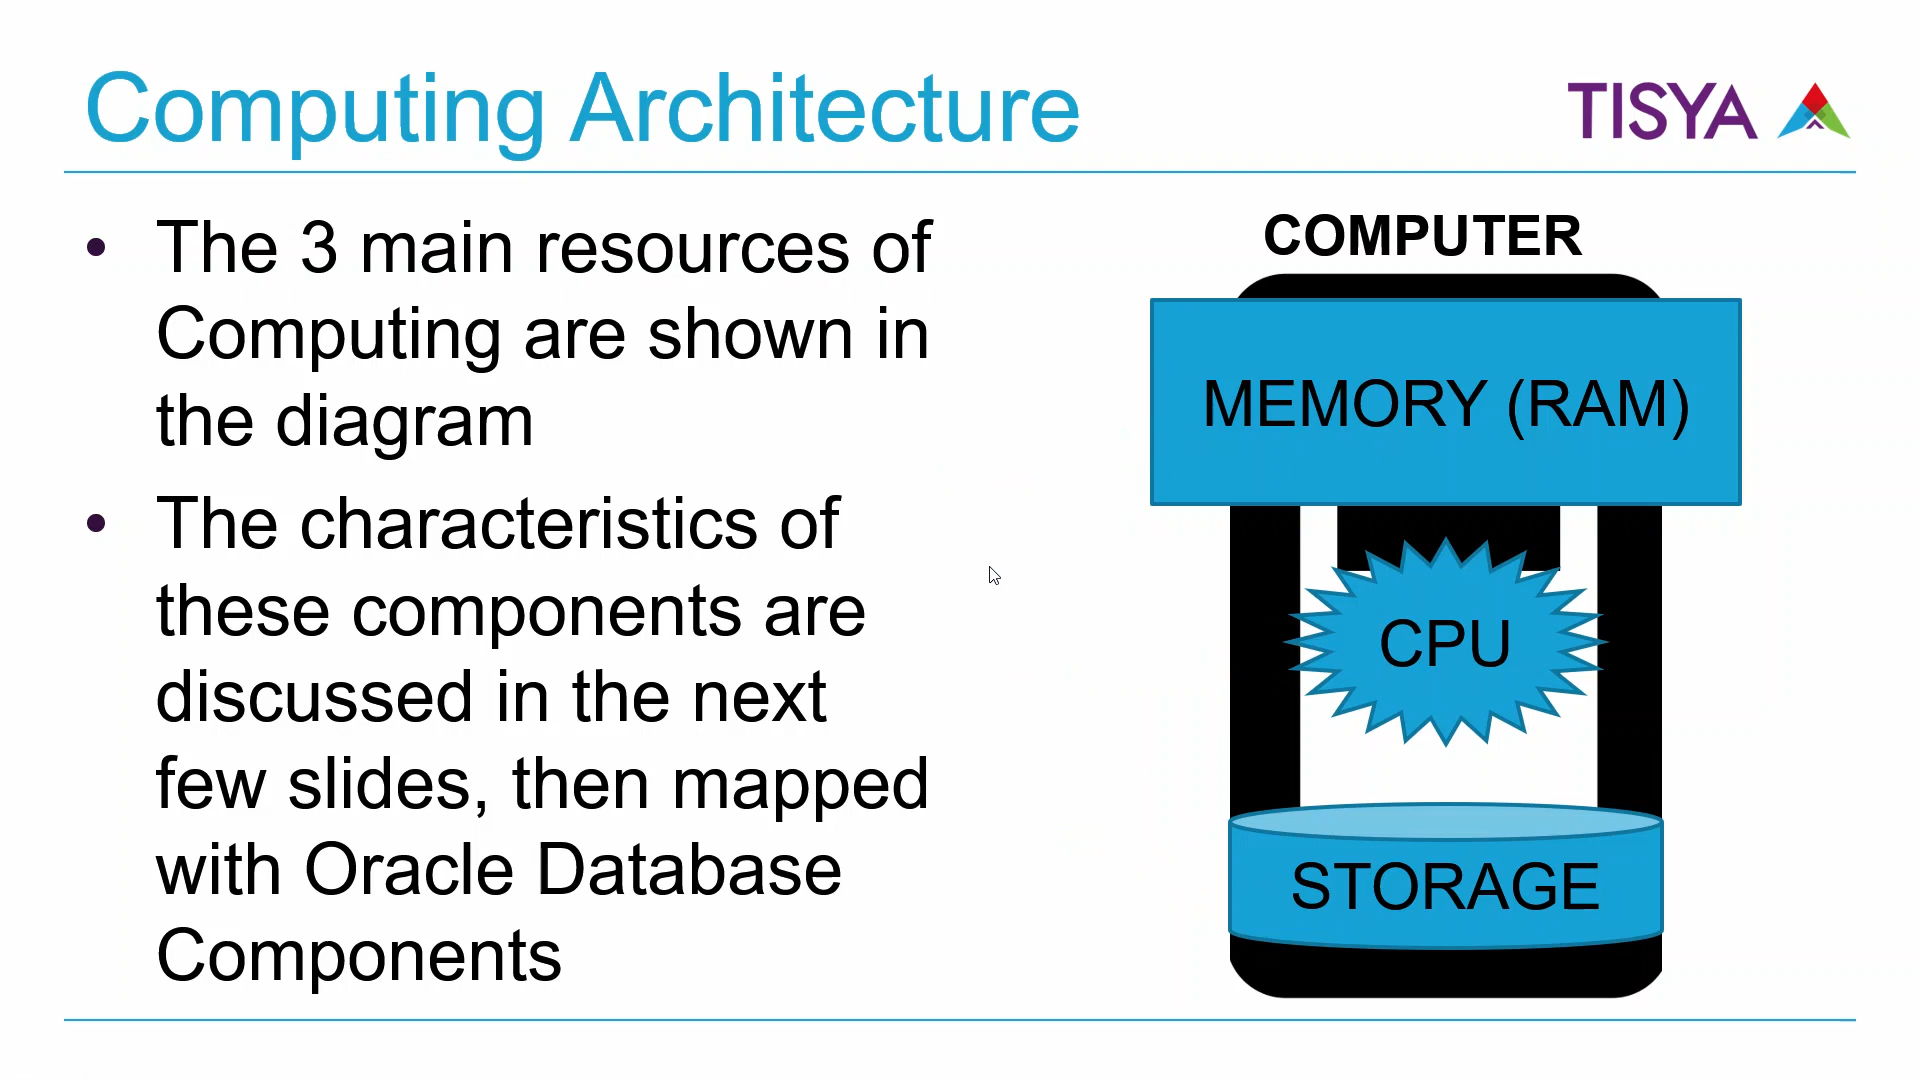 Computing Architecture
TISYA
• The 3 main resources of
Computing are shown in
the diagram
• The characteristics of
these components are
discussed in the next
few slides, then mapped
with Oracle Database
Components
COMPUTER
MEMORY (RAM)
CPU
STORAGE